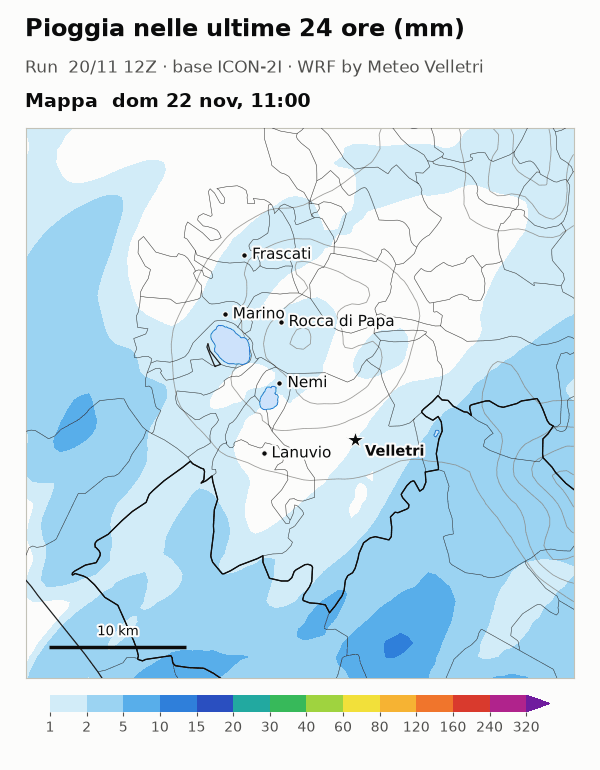 Pioggia nelle ultime 24 ore (mm)
Run  20/11 12Z · base ICON-2I · WRF by Meteo Velletri
Mappa  dom 22 nov, 11:00
Frascati
Marino
Rocca di Papa
Nemi
Velletri
Lanuvio
10 km
1 2 5 10 15 20 30 40 60 80 120 160 240 320